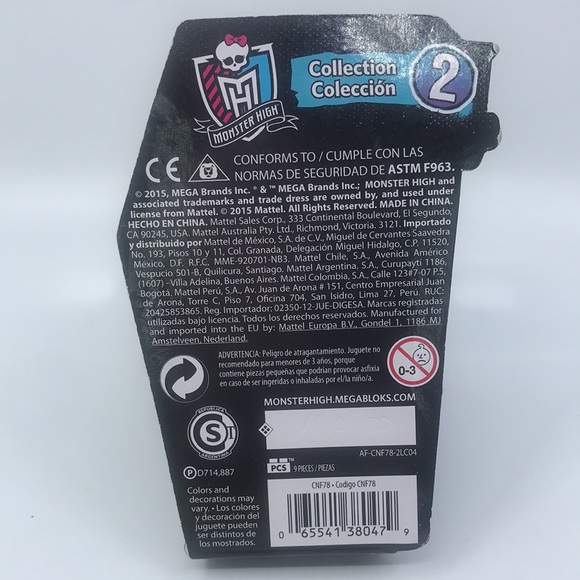 MONSTER HIGH
Collection
Colección
2
CE
CONFORMS TO / CUMPLE CON LAS
NORMAS DE SEGURIDAD DE ASTM F963.
© 2015, MEGA Brands Inc. ® & ™ MEGA Brands Inc.; MONSTER HIGH and
associated trademarks and trade dress are owned by, and used under
license from Mattel. © 2015 Mattel. All Rights Reserved. MADE IN CHINA.
HECHO EN CHINA. Mattel Sales Corp., 333 Continental Boulevard, El Segundo,
CA 90245, USA. Mattel Australia Pty. Ltd., Richmond, Victoria. 3121. Importado
y distribuido por Mattel de México, S.A. de C.V., Miguel de Cervantes Saavedra
No. 193, Pisos 10 y 11, Col. Granada, Delegación Miguel Hidalgo, C.P. 11520,
México, D.F. R.F.C. MME-920701-NB3. Mattel Chile, S.A., Avenida Américo
Vespucio 501-B, Quilicura, Santiago. Mattel Argentina, S.A., Curupaytí 1186,
(1607) - Villa Adelina, Buenos Aires. Mattel Colombia, S.A., Calle 123#7-07 P.5,
Bogotá. Mattel Perú, S.A., Av. Juan de Arona # 151, Centro Empresarial Juan
de Arona, Torre C, Piso 7, Oficina 704, San Isidro, Lima 27, Perú. RUC:
20425853865. Reg. Importador: 02350-12-JUE-DIGESA. Marcas registradas
utilizadas bajo licencia. Todos los derechos reservados. Manufactured for
and imported into the EU by: Mattel Europa B.V., Gondel 1, 1186 MJ
Amstelveen, Nederland.
ADVERTENCIA: Peligro de atragantamiento. Juguete no
recomendado para menores de 3 años, porque
contiene piezas pequeñas que podrían provocar asfixia
en caso de ser ingeridas o inhaladas por el/la niño/a.
0-3
MONSTERHIGH.MEGABLOKS.COM
REPUBLICA
S
ARGENTINA
AF-CNF78-2LC04
PCS™ 9 PIECES / PIEZAS
P D714,887
Colors and
decorations may
vary. • Los colores
y decoración del
juguete pueden
ser distintos de
los mostrados.
CNF78 • Codigo CNF78
0 65541 38047 9